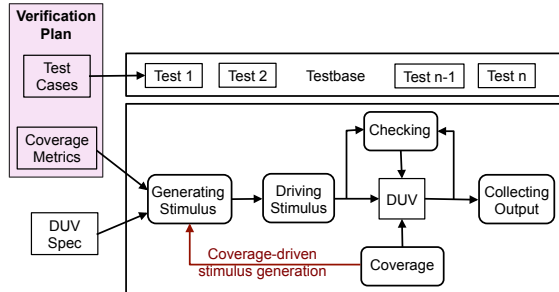 Verification
Plan
Test
Cases
Test 1
Test 2
Testbase
Test n-1
Test n
Coverage
Metrics
Checking
Generating
Stimulus
Driving
Stimulus
DUV
Collecting
Output
DUV
Spec
Coverage-driven
stimulus generation
Coverage